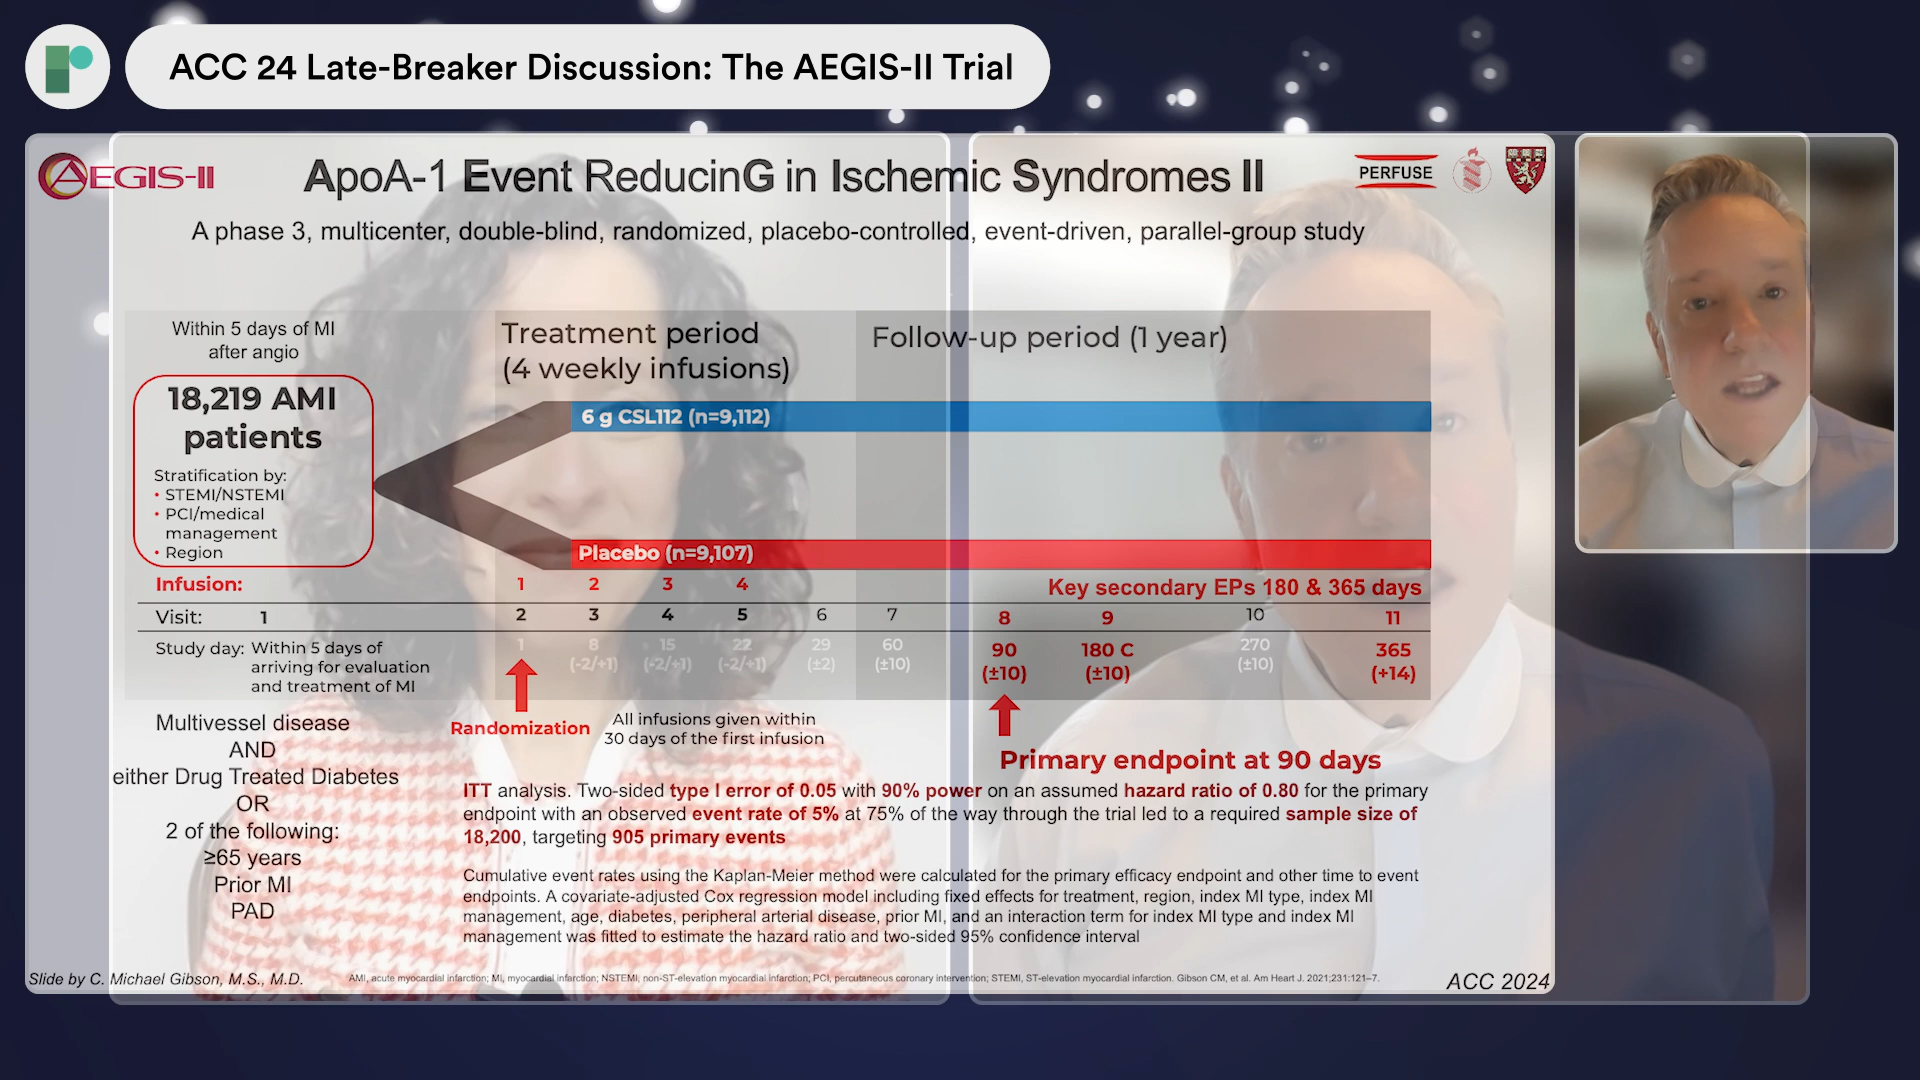 ACC 24 Late-Breaker Discussion: The AEGIS-II Trial
AEGIS-II
ApoA-1 Event ReducinG in Ischemic Syndromes II
PERFUSE
A phase 3, multicenter, double-blind, randomized, placebo-controlled, event-driven, parallel-group study
Within 5 days of MI
after angio
18,219 AMI
patients
Stratification by:
• STEMI/NSTEMI
• PCI/medical
management
• Region
Treatment period
(4 weekly infusions)
Follow-up period (1 year)
6 g CSL112 (n=9,112)
Placebo (n=9,107)
Infusion: 1 2 3 4
Key secondary EPs 180 & 365 days
Visit: 1 2 3 4 5 6 7 8 9 10 11
Study day: Within 5 days of
arriving for evaluation
and treatment of MI
1 8 15 22 29 60 90 180 C 270 365
(-2/+1) (-2/+1) (-2/+1) (±2) (±10) (±10) (±10) (±10) (+14)
Randomization
All infusions given within
30 days of the first infusion
Primary endpoint at 90 days
Multivessel disease
AND
either Drug Treated Diabetes
OR
2 of the following:
≥65 years
Prior MI
PAD
ITT analysis. Two-sided type I error of 0.05 with 90% power on an assumed hazard ratio of 0.80 for the primary
endpoint with an observed event rate of 5% at 75% of the way through the trial led to a required sample size of
18,200, targeting 905 primary events
Cumulative event rates using the Kaplan-Meier method were calculated for the primary efficacy endpoint and other time to event
endpoints. A covariate-adjusted Cox regression model including fixed effects for treatment, region, index MI type, index MI
management, age, diabetes, peripheral arterial disease, prior MI, and an interaction term for index MI type and index MI
management was fitted to estimate the hazard ratio and two-sided 95% confidence interval
Slide by C. Michael Gibson, M.S., M.D.
AMI, acute myocardial infarction; MI, myocardial infarction; NSTEMI, non-ST-elevation myocardial infarction; PCI, percutaneous coronary intervention; STEMI, ST-elevation myocardial infarction. Gibson CM, et al. Am Heart J. 2021;231:121–7.
ACC 2024